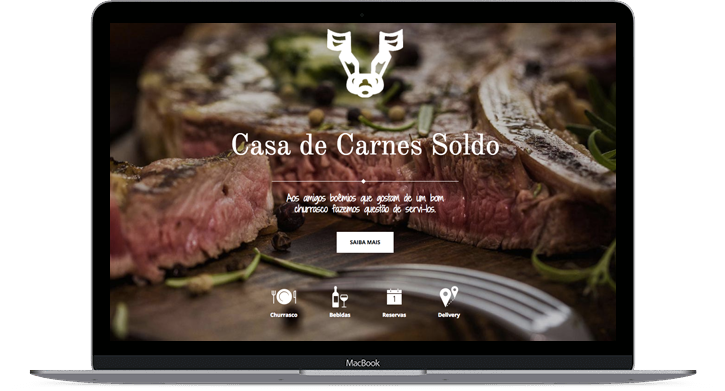 Casa de Carnes Soldo
Aos amigos boêmios que gostam de um bom
churrasco fazemos questão de serví-los.
SAIBA MAIS
1
Churrasco
Bebidas
Reservas
Delivery
MacBook